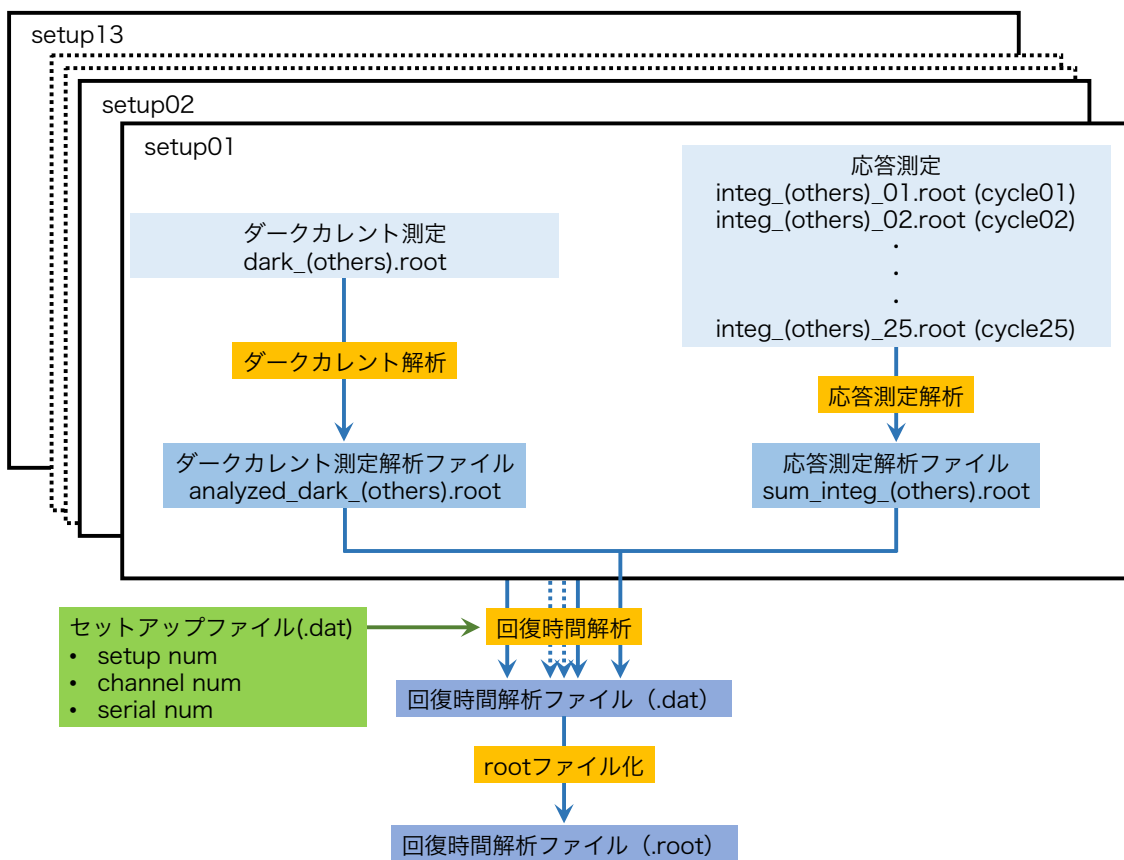 setup13
setup02
setup01
ダークカレント測定
dark_(others).root
応答測定
integ_(others)_01.root (cycle01)
integ_(others)_02.root (cycle02)
・
・
・
integ_(others)_25.root (cycle25)
ダークカレント解析
応答測定解析
ダークカレント測定解析ファイル
analyzed_dark_(others).root
応答測定解析ファイル
sum_integ_(others).root
セットアップファイル(.dat)
• setup num
• channel num
• serial num
回復時間解析
回復時間解析ファイル（.dat）
rootファイル化
回復時間解析ファイル（.root）